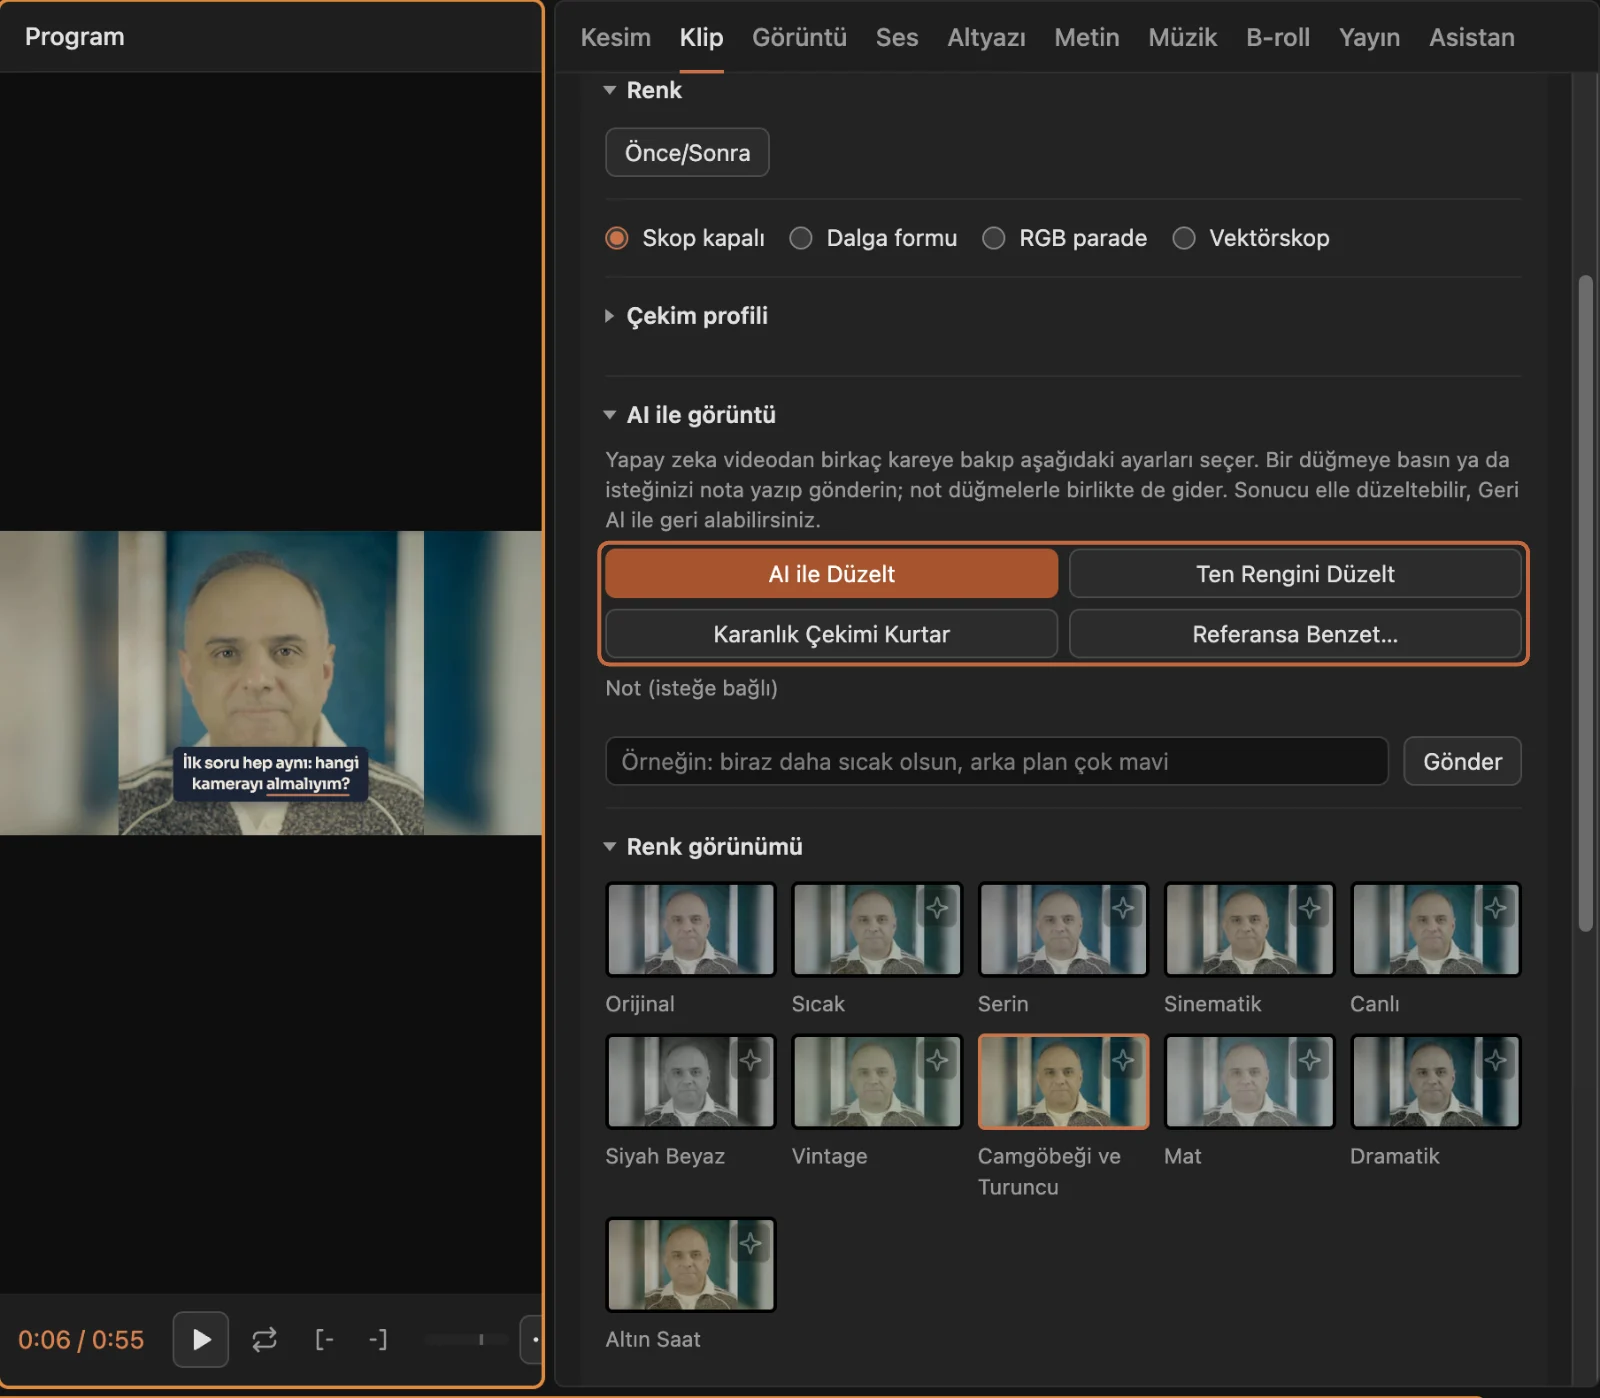 Program
Kesim Klip Görüntü Ses Altyazı Metin Müzik B-roll Yayın Asistan
Renk
Önce/Sonra
Skop kapalı Dalga formu RGB parade Vektörskop
Çekim profili
AI ile görüntü
Yapay zeka videodan birkaç kareye bakıp aşağıdaki ayarları seçer. Bir düğmeye basın ya da
isteğinizi nota yazıp gönderin; not düğmelerle birlikte de gider. Sonucu elle düzeltebilir, Geri
Al ile geri alabilirsiniz.
AI ile Düzelt Ten Rengini Düzelt
Karanlık Çekimi Kurtar Referansa Benzet...
Not (isteğe bağlı)
Örneğin: biraz daha sıcak olsun, arka plan çok mavi Gönder
İlk soru hep aynı: hangi
kamerayı almalıyım?
Renk görünümü
Orijinal Sıcak Serin Sinematik Canlı
Siyah Beyaz Vintage Camgöbeği ve Mat Dramatik
Turuncu
Altın Saat
0:06 / 0:55